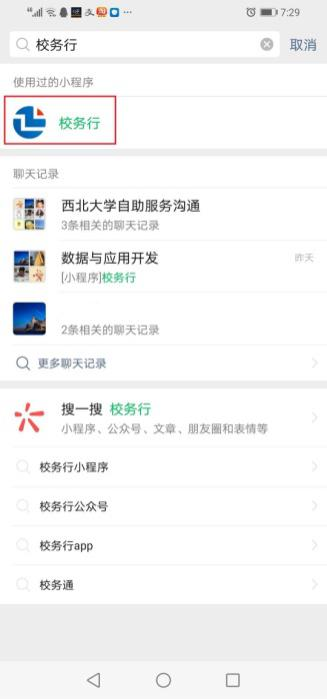 7:29
校务行
取消
使用过的小程序
校务行
聊天记录
西北大学自助服务沟通
3条相关的聊天记录
数据与应用开发
昨天
[小程序]校务行
2条相关的聊天记录
更多聊天记录
搜一搜 校务行
小程序、公众号、文章、朋友圈和表情等
校务行小程序
校务行公众号
校务行app
校务通